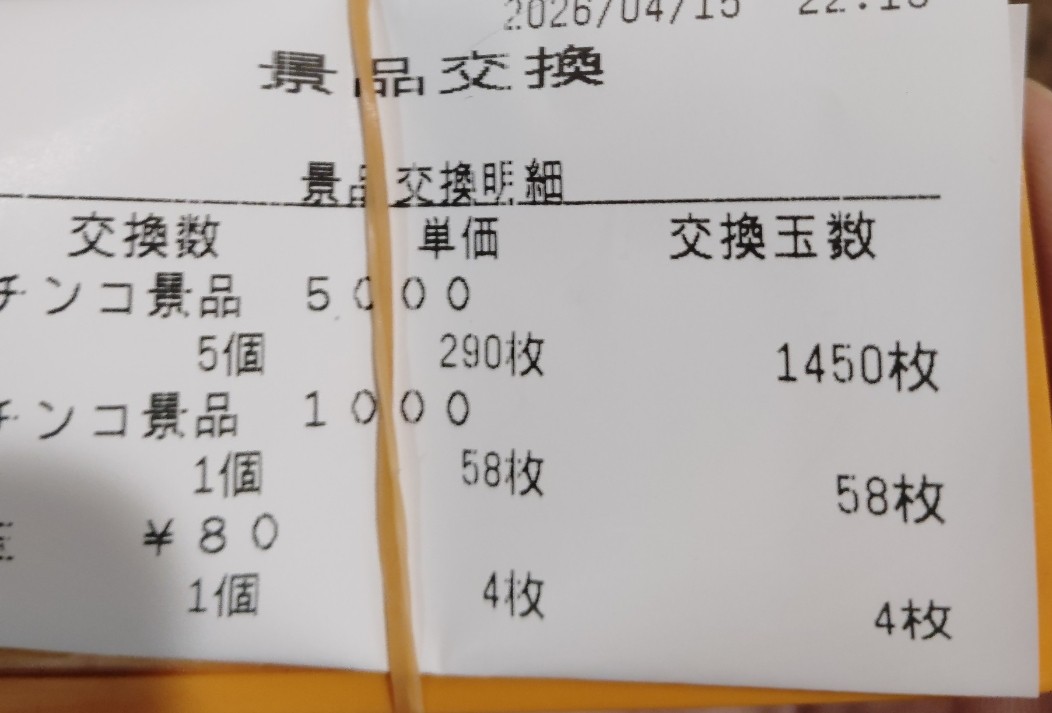 2026/04/15 22:18
景品交換
景品交換明細
交換数 単価 交換玉数
チンコ景品 5000
5個 290枚 1450枚
チンコ景品 1000
1個 58枚 58枚
¥80
1個 4枚 4枚